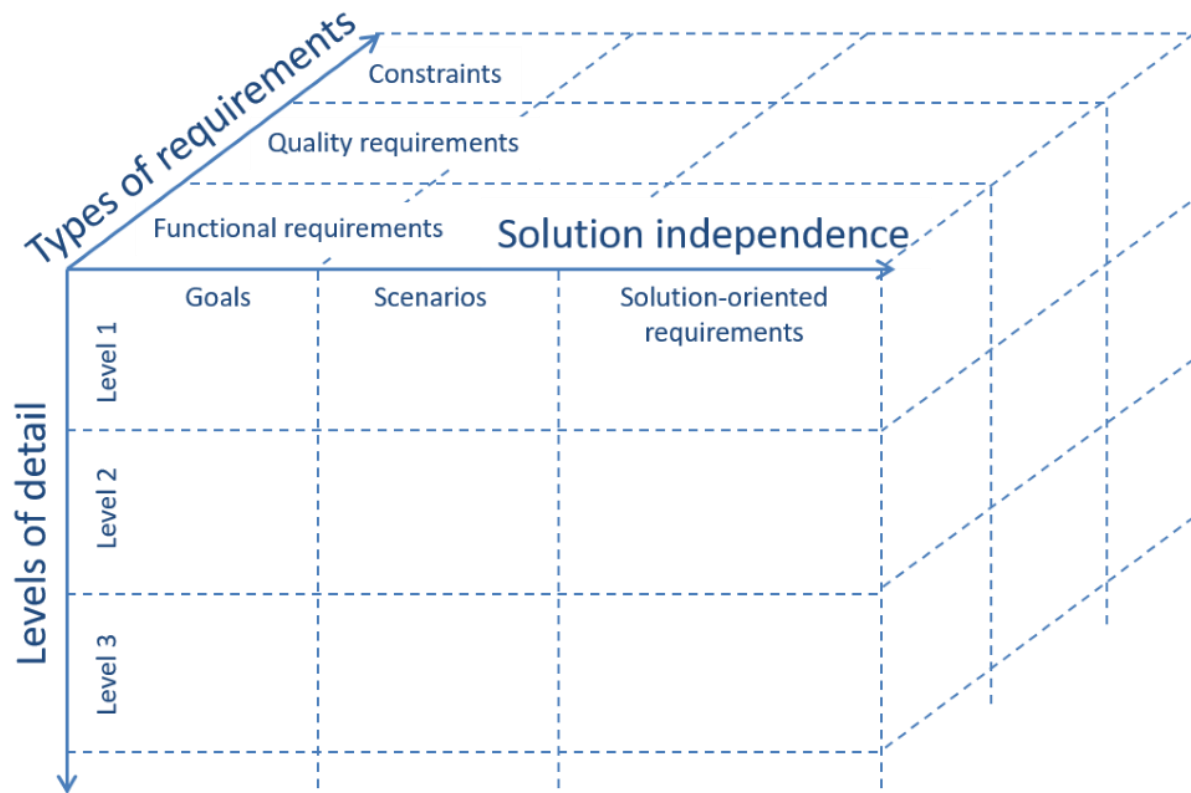 Types of requirements
Constraints
Quality requirements
Functional requirements
Solution independence
Goals
Scenarios
Solution-oriented
requirements
Levels of detail
Level 1
Level 2
Level 3